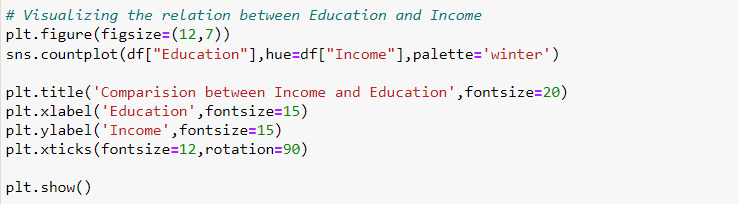 # Visualizing the relation between Education and Income
plt.figure(figsize=(12,7))
sns.countplot(df["Education"],hue=df["Income"],palette='winter')
plt.title('Comparision between Income and Education',fontsize=20)
plt.xlabel('Education',fontsize=15)
plt.ylabel('Income',fontsize=15)
plt.xticks(fontsize=12,rotation=90)
plt.show()